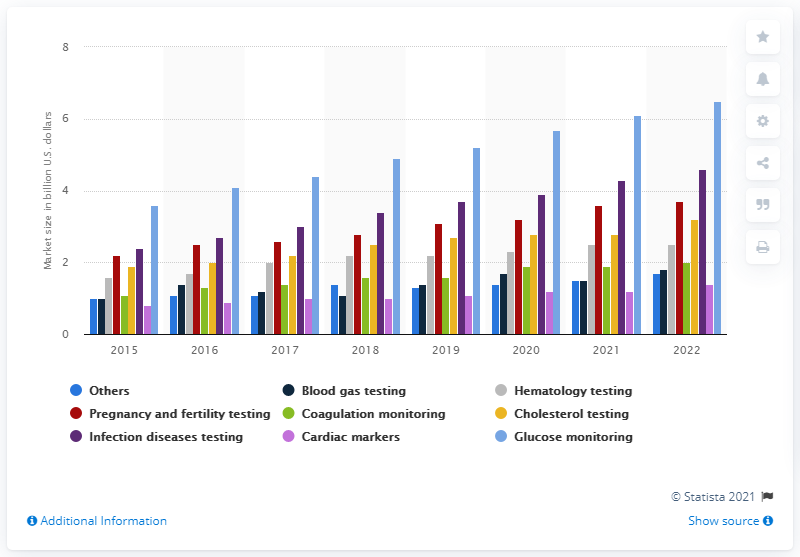 8
6
4
2
0
Market size in billion U.S. dollars
2015 2016 2017 2018 2019 2020 2021 2022
Others Blood gas testing Hematology testing
Pregnancy and fertility testing Coagulation monitoring Cholesterol testing
Infection diseases testing Cardiac markers Glucose monitoring
© Statista 2021
Additional Information Show source